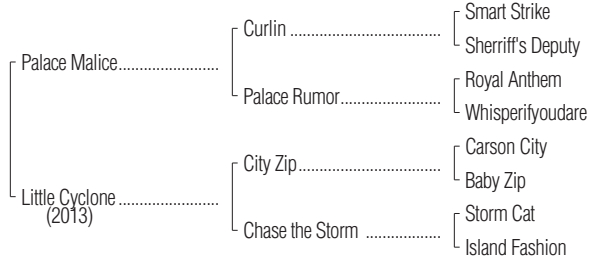 Smart Strike
Curlin
Sherriff's Deputy
Palace Malice
Royal Anthem
Palace Rumor
Whisperifyoudare
Carson City
City Zip
Baby Zip
Little Cyclone
(2013)
Storm Cat
Chase the Storm
Island Fashion